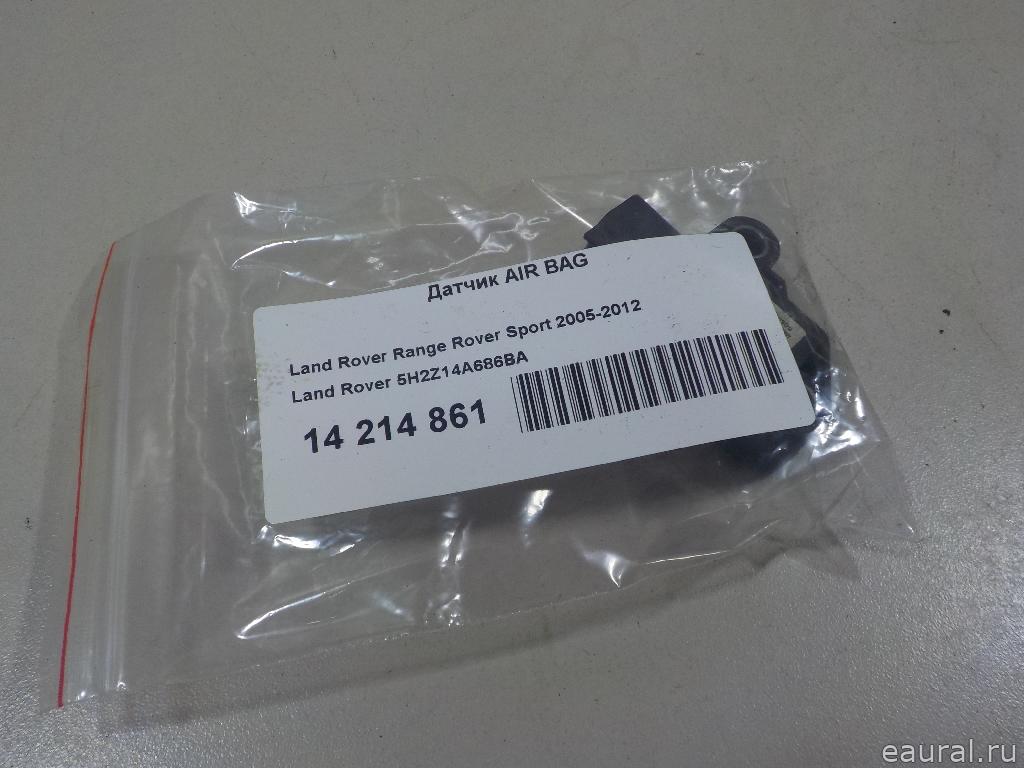 Датчик AIR BAG
Land Rover Range Rover Sport 2005-2012
Land Rover 5H2Z14A686BA
14 214 861
eaural.ru